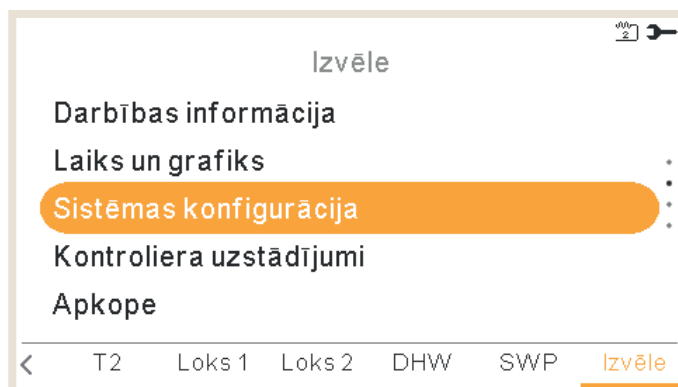 2
Izvēle
Darbības informācija
Laiks un grafiks
Sistēmas konfigurācija
Kontroliera uzstādījumi
Apkope
< T2 Loks 1 Loks 2 DHW SWP Izvēle